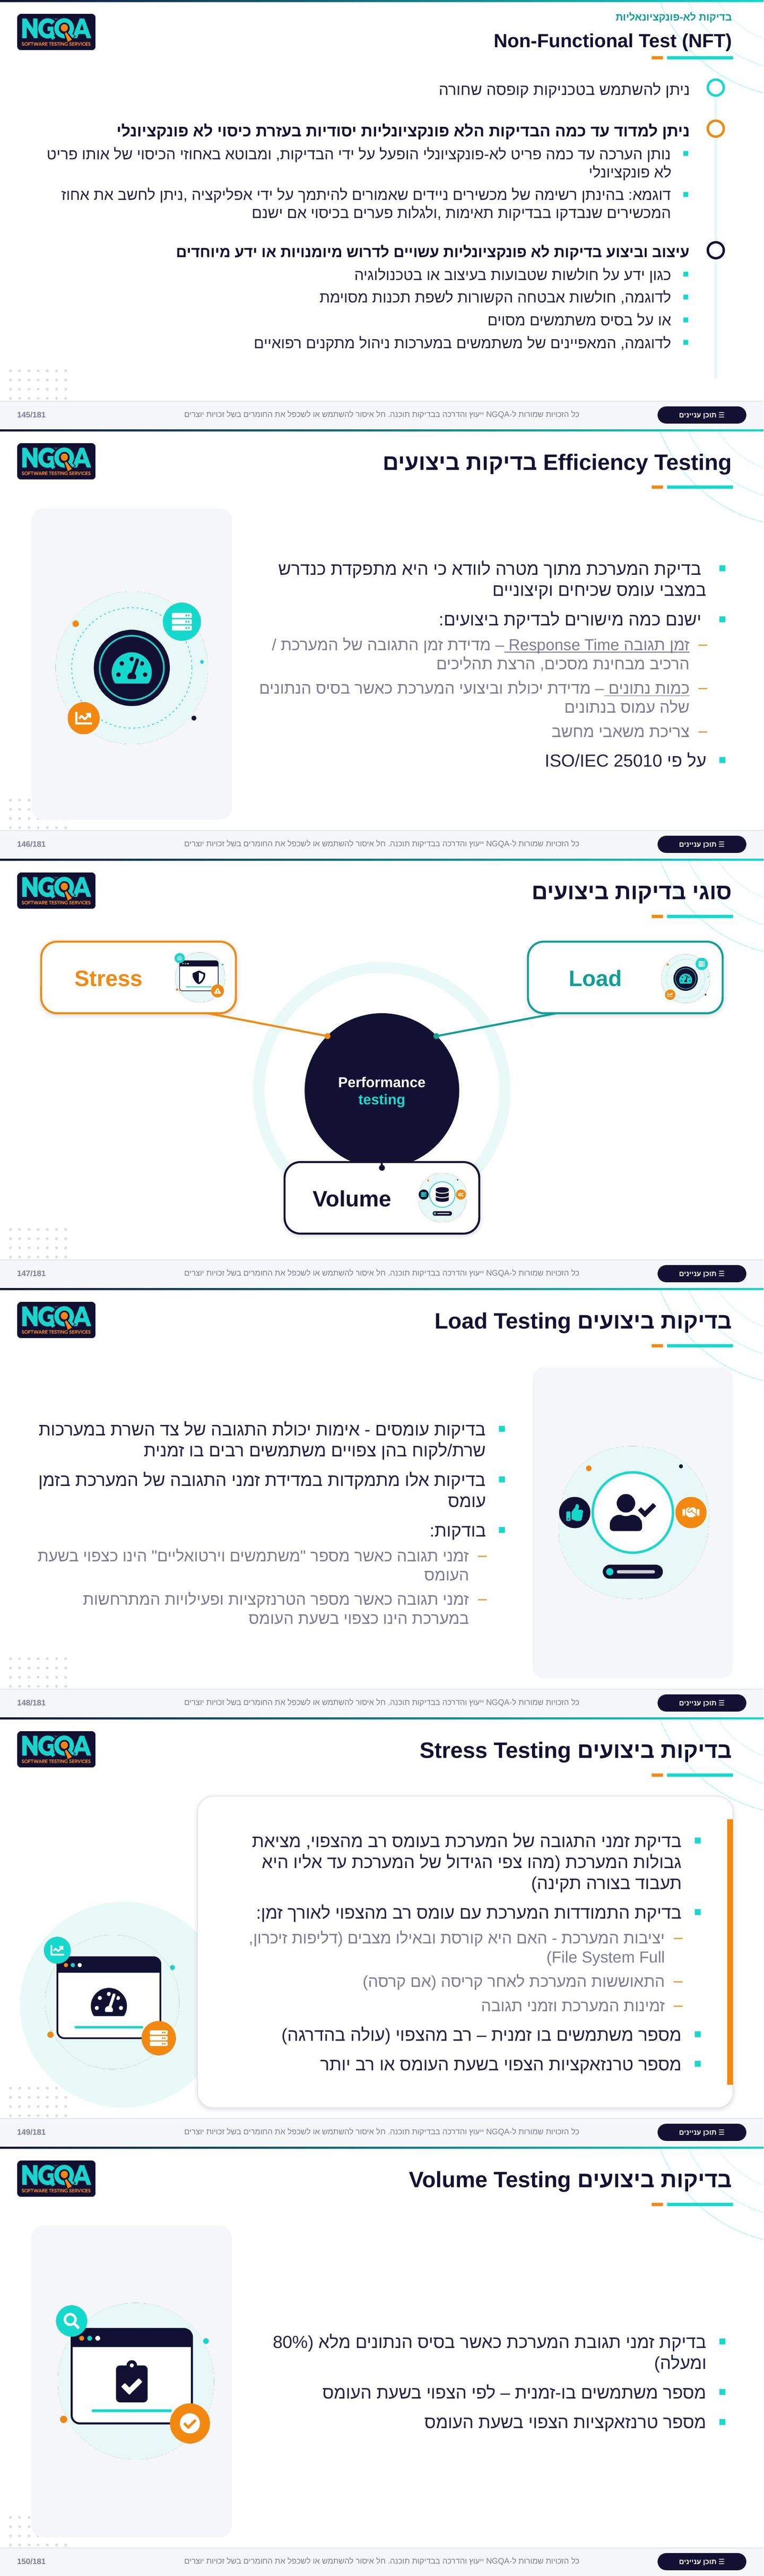 בדיקות לא-פונקציונאליות
NGQA
SOFTWARE TESTING SERVICES
Non-Functional Test (NFT)
ניתן להשתמש בטכניקות קופסה שחורה
ניתן למדוד עד כמה הבדיקות הלא פונקציונליות יסודיות בעזרת כיסוי לא פונקציונלי
נותן הערכה עד כמה פריט לא-פונקציונלי הופעל על ידי הבדיקות, ומבוטא באחוזי הכיסוי של אותו פריט
לא פונקציונלי
דוגמא: בהינתן רשימה של מכשירים ניידים שאמורים להיתמך על ידי אפליקציה ,ניתן לחשב את אחוז
המכשירים שנבדקו בבדיקות תאימות ,ולגלות פערים בכיסוי אם ישנם
עיצוב וביצוע בדיקות לא פונקציונליות עשויים לדרוש מיומנויות או ידע מיוחדים
כגון ידע על חולשות שטבועות בעיצוב או בטכנולוגיה
לדוגמה, חולשות אבטחה הקשורות לשפת תכנות מסוימת
או על בסיס משתמשים מסוים
לדוגמה, המאפיינים של משתמשים במערכות ניהול מתקנים רפואיים
☰ תוכן עניינים
כל הזכויות שמורות ל-NGQA ייעוץ והדרכה בבדיקות תוכנה. חל איסור להשתמש או לשכפל את החומרים בשל זכויות יוצרים
145/181
NGQA
SOFTWARE TESTING SERVICES
בדיקות ביצועים Efficiency Testing
בדיקת המערכת מתוך מטרה לוודא כי היא מתפקדת כנדרש
במצבי עומס שכיחים וקיצוניים
ישנם כמה מישורים לבדיקת ביצועים:
– זמן תגובה Response Time – מדידת זמן התגובה של המערכת /
הרכיב מבחינת מסכים, הרצת תהליכים
– כמות נתונים – מדידת יכולת וביצועי המערכת כאשר בסיס הנתונים
שלה עמוס בנתונים
– צריכת משאבי מחשב
על פי ISO/IEC 25010
☰ תוכן עניינים
כל הזכויות שמורות ל-NGQA ייעוץ והדרכה בבדיקות תוכנה. חל איסור להשתמש או לשכפל את החומרים בשל זכויות יוצרים
146/181
NGQA
SOFTWARE TESTING SERVICES
סוגי בדיקות ביצועים
Load
Stress
Performance
testing
Volume
☰ תוכן עניינים
כל הזכויות שמורות ל-NGQA ייעוץ והדרכה בבדיקות תוכנה. חל איסור להשתמש או לשכפל את החומרים בשל זכויות יוצרים
147/181
NGQA
SOFTWARE TESTING SERVICES
בדיקות ביצועים Load Testing
בדיקות עומסים - אימות יכולת התגובה של צד השרת במערכות
שרת/לקוח בהן צפויים משתמשים רבים בו זמנית
בדיקות אלו מתמקדות במדידת זמני התגובה של המערכת בזמן
עומס
בודקות:
– זמני תגובה כאשר מספר "משתמשים וירטואליים" הינו כצפוי בשעת
העומס
– זמני תגובה כאשר מספר הטרנזקציות ופעילויות המתרחשות
במערכת הינו כצפוי בשעת העומס
☰ תוכן עניינים
כל הזכויות שמורות ל-NGQA ייעוץ והדרכה בבדיקות תוכנה. חל איסור להשתמש או לשכפל את החומרים בשל זכויות יוצרים
148/181
NGQA
SOFTWARE TESTING SERVICES
בדיקות ביצועים Stress Testing
בדיקת זמני התגובה של המערכת בעומס רב מהצפוי, מציאת
גבולות המערכת (מהו צפי הגידול של המערכת עד אליו היא
תעבוד בצורה תקינה)
בדיקת התמודדות המערכת עם עומס רב מהצפוי לאורך זמן:
– יציבות המערכת - האם היא קורסת ובאילו מצבים (דליפות זיכרון,
File System Full)
– התאוששות המערכת לאחר קריסה (אם קרסה)
– זמינות המערכת וזמני תגובה
מספר משתמשים בו זמנית – רב מהצפוי (עולה בהדרגה)
מספר טרנזאקציות הצפוי בשעת העומס או רב יותר
☰ תוכן עניינים
כל הזכויות שמורות ל-NGQA ייעוץ והדרכה בבדיקות תוכנה. חל איסור להשתמש או לשכפל את החומרים בשל זכויות יוצרים
149/181
NGQA
SOFTWARE TESTING SERVICES
בדיקות ביצועים Volume Testing
בדיקת זמני תגובת המערכת כאשר בסיס הנתונים מלא (80%
ומעלה)
מספר משתמשים בו-זמנית – לפי הצפוי בשעת העומס
מספר טרנזאקציות הצפוי בשעת העומס
☰ תוכן עניינים
כל הזכויות שמורות ל-NGQA ייעוץ והדרכה בבדיקות תוכנה. חל איסור להשתמש או לשכפל את החומרים בשל זכויות יוצרים
150/181